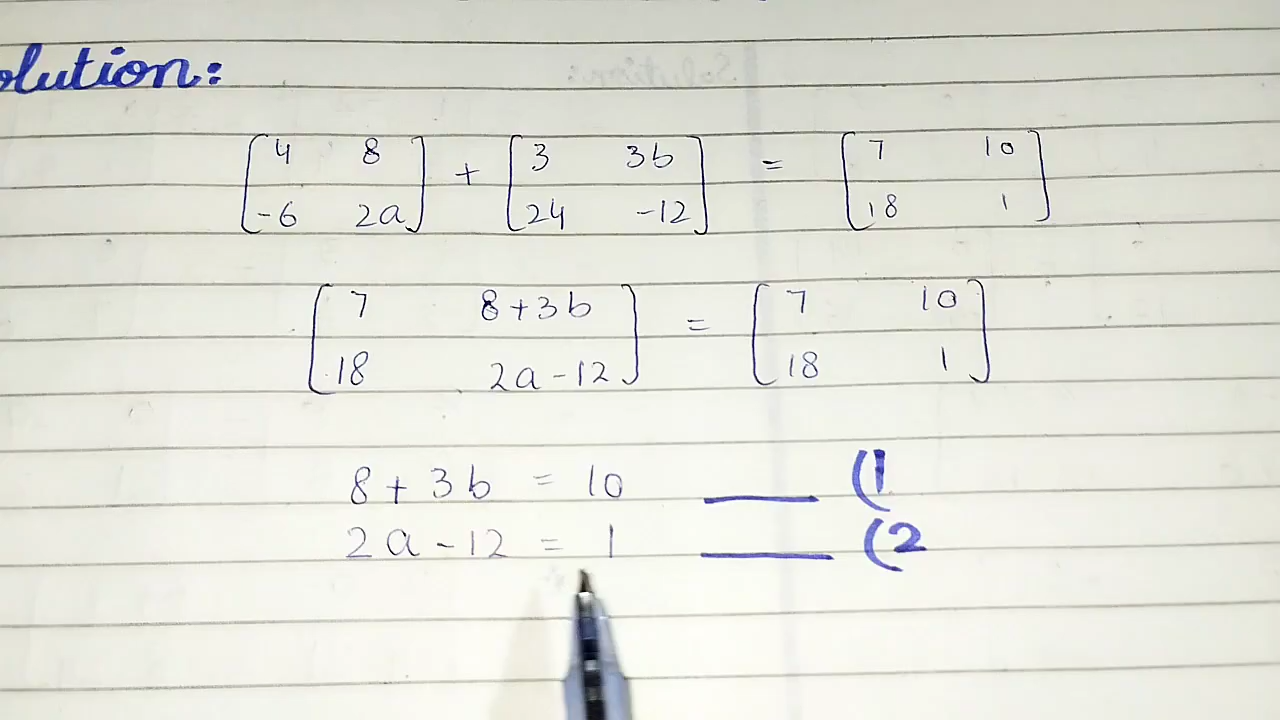 olution:
[4 8; -6 2a] + [3 3b; 24 -12] = [7 10; 18 1]
[7 8+3b; 18 2a-12] = [7 10; 18 1]
8 + 3b = 10 —— (1
2a - 12 = 1 —— (2